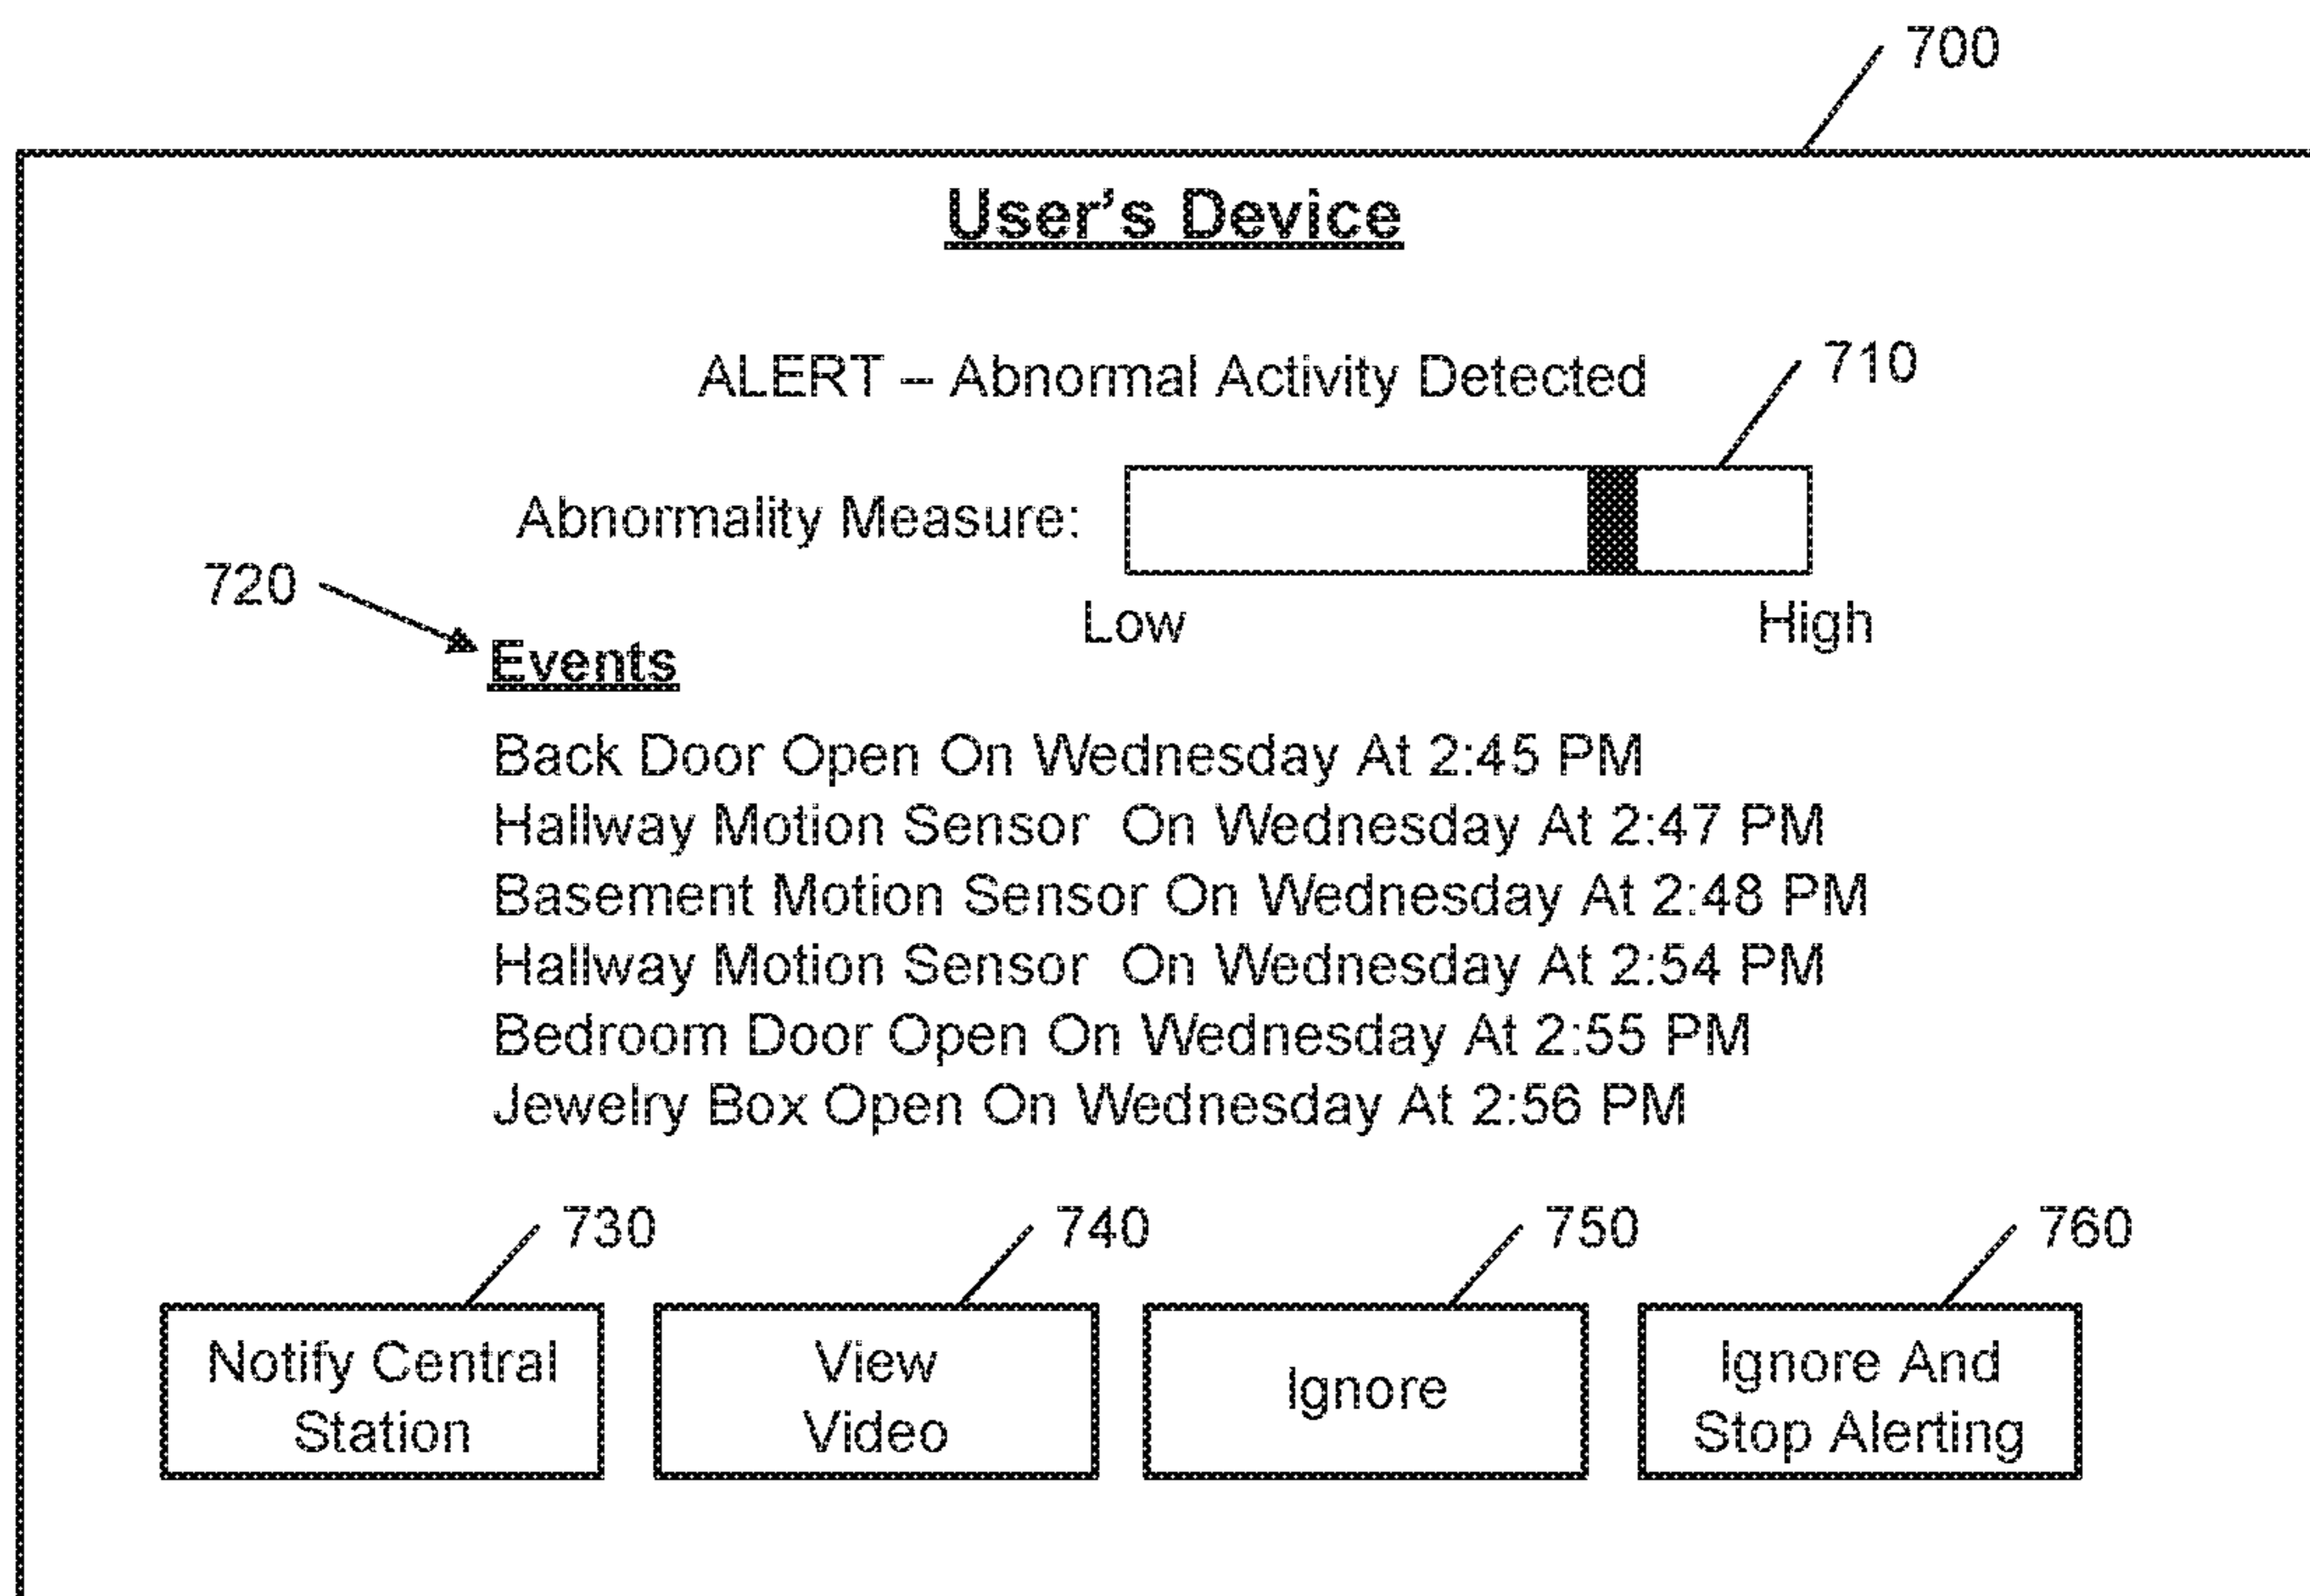 700
User's Device
ALERT – Abnormal Activity Detected
710
Abnormality Measure:
Low
High
720
Events
Back Door Open On Wednesday At 2:45 PM
Hallway Motion Sensor On Wednesday At 2:47 PM
Basement Motion Sensor On Wednesday At 2:48 PM
Hallway Motion Sensor On Wednesday At 2:54 PM
Bedroom Door Open On Wednesday At 2:55 PM
Jewelry Box Open On Wednesday At 2:56 PM
730
740
750
760
Notify Central
Station
View
Video
Ignore
Ignore And
Stop Alerting